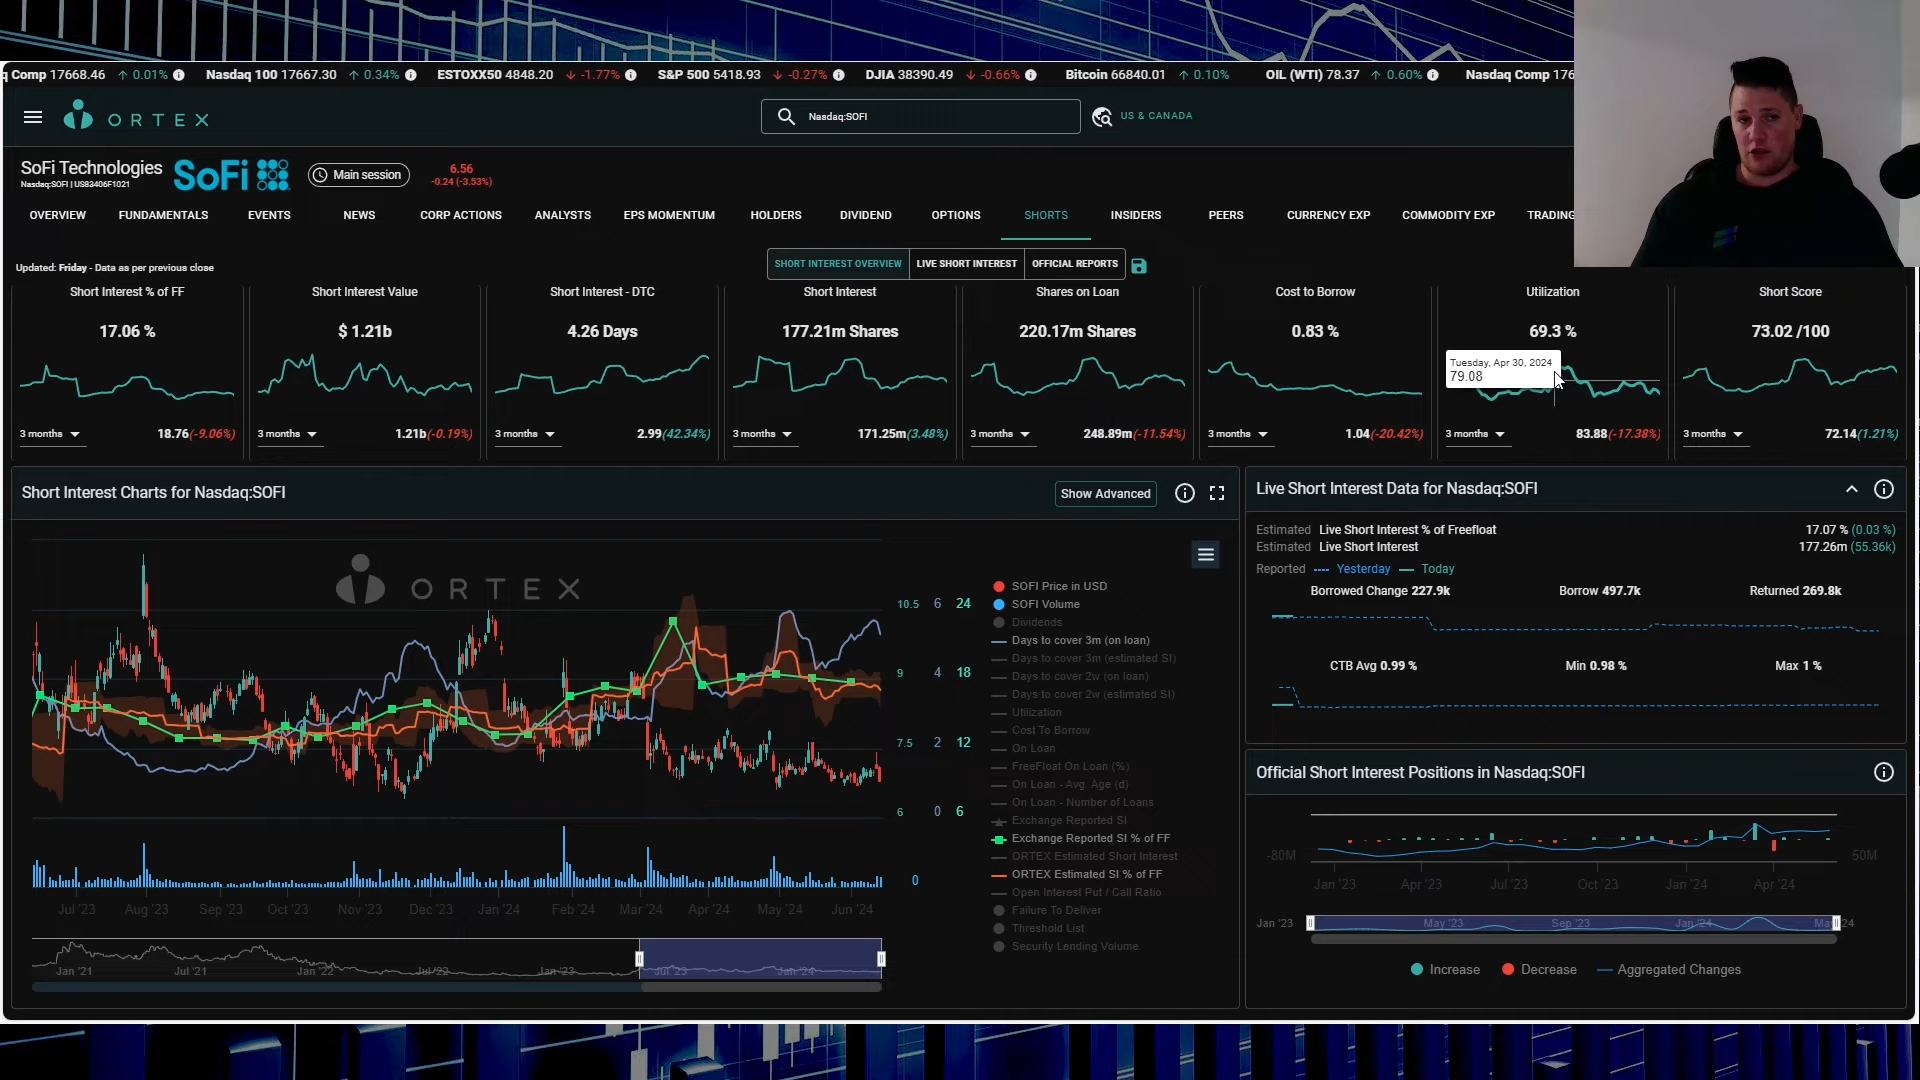 q Comp 17668.46 ↑ 0.01% Nasdaq 100 17667.30 ↑ 0.34% ESTOXX50 4848.20 ↓ -1.77% S&P 500 5418.93 ↓ -0.27% DJIA 38390.49 ↓ -0.66% Bitcoin 66840.01 ↑ 0.10% OIL (WTI) 78.37 ↑ 0.60% Nasdaq Comp 176
ORTEX Nasdaq:SOFI US & CANADA
SoFi Technologies SoFi Main session 6.56
Nasdaq:SOFI | US83406F1021 -0.24 (-3.53%)
OVERVIEW FUNDAMENTALS EVENTS NEWS CORP ACTIONS ANALYSTS EPS MOMENTUM HOLDERS DIVIDEND OPTIONS SHORTS INSIDERS PEERS CURRENCY EXP COMMODITY EXP TRADING
SHORT INTEREST OVERVIEW LIVE SHORT INTEREST OFFICIAL REPORTS
Updated: Friday - Data as per previous close
Short Interest % of FF Short Interest Value Short Interest - DTC Short Interest Shares on Loan Cost to Borrow Utilization Short Score
17.06 % $ 1.21b 4.26 Days 177.21m Shares 220.17m Shares 0.83 % 69.3 % 73.02 /100
Tuesday, Apr 30, 2024
79.08
3 months 18.76(-9.06%) 3 months 1.21b(-0.19%) 3 months 2.99(42.34%) 3 months 171.25m(3.48%) 3 months 248.89m(-11.54%) 3 months 1.04(-20.42%) 3 months 83.88(-17.38%) 3 months 72.14(1.21%)
Short Interest Charts for Nasdaq:SOFI Show Advanced
ORTEX
10.5 6 24
9 4 18
7.5 2 12
6 0 6
0
Jul '23 Aug '23 Sep '23 Oct '23 Nov '23 Dec '23 Jan '24 Feb '24 Mar '24 Apr '24 May '24 Jun '24
Jan '21 Jul '21 Jan '22 Jul '22 Jan '23 Jul '23 Jan '24
SOFI Price in USD
SOFI Volume
Dividends
Days to cover 3m (on loan)
Days to cover 3m (estimated SI)
Days to cover 2w (on loan)
Days to cover 2w (estimated SI)
Utilization
Cost To Borrow
On Loan
FreeFloat On Loan (%)
On Loan - Avg. Age (d)
On Loan - Number of Loans
Exchange Reported SI
Exchange Reported SI % of FF
ORTEX Estimated Short Interest
ORTEX Estimated SI % of FF
Open Interest Put / Call Ratio
Failure To Deliver
Threshold List
Security Lending Volume
Live Short Interest Data for Nasdaq:SOFI
Estimated Live Short Interest % of Freefloat 17.07 % (0.03 %)
Estimated Live Short Interest 177.26m (55.36k)
Reported Yesterday Today
Borrowed Change 227.9k Borrow 497.7k Returned 269.8k
CTB Avg 0.99 % Min 0.98 % Max 1 %
Official Short Interest Positions in Nasdaq:SOFI
-80M 50M
Jan '23 Apr '23 Jul '23 Oct '23 Jan '24 Apr '24
Jan '23 May '23 Sep '23 Jan '24 Ma 24
Increase Decrease Aggregated Changes